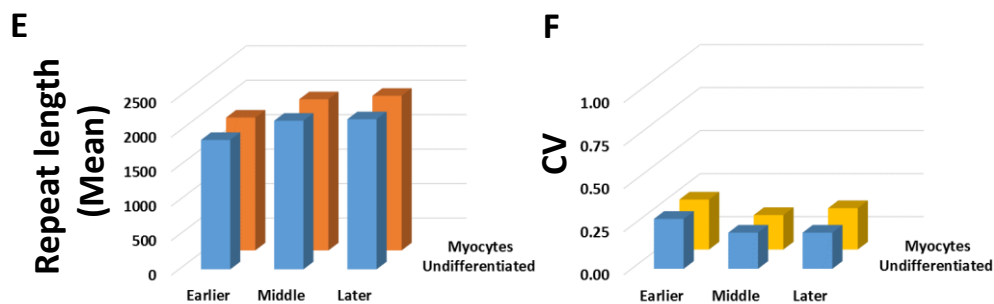 E
Repeat length
(Mean)
2500
2000
1500
1000
500
0
Myocytes
Undifferentiated
Earlier Middle Later
F
CV
1.00
0.75
0.50
0.25
0.00
Myocytes
Undifferentiated
Earlier Middle Later